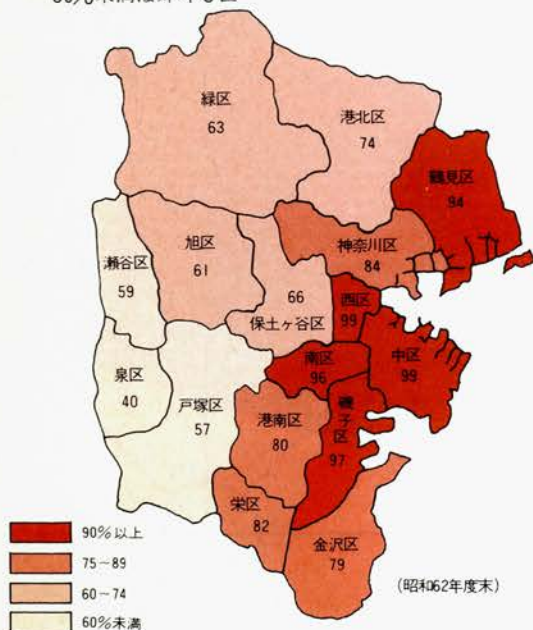 緑区
63
港北区
74
鶴見区
94
旭区
61
神奈川区
84
瀬谷区
59
66
保土ヶ谷区
西区
99
中区
99
南区
96
泉区
40
戸塚区
57
港南区
80
磯子区
97
栄区
82
金沢区
79
90%以上
75~89
60~74
60%未満
(昭和62年度末)